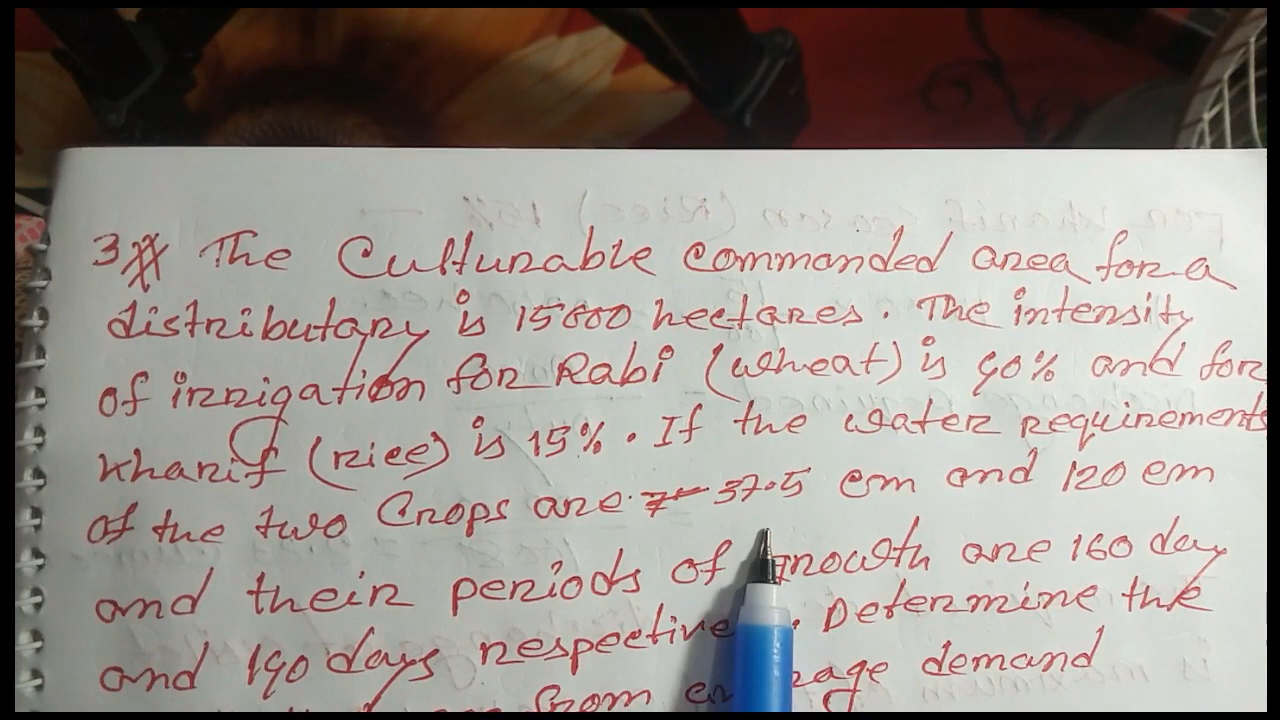 3# The Culturable Commanded area for a
distributary is 15000 hectares. The intensity
of irrigation for Rabi (wheat) is 40% and for
kharif (rice) is 15%. If the water requirements
of the two Crops are 37.5 cm and 120 cm
and their periods of growth are 160 day
and 140 days respective . Determine the
from demand